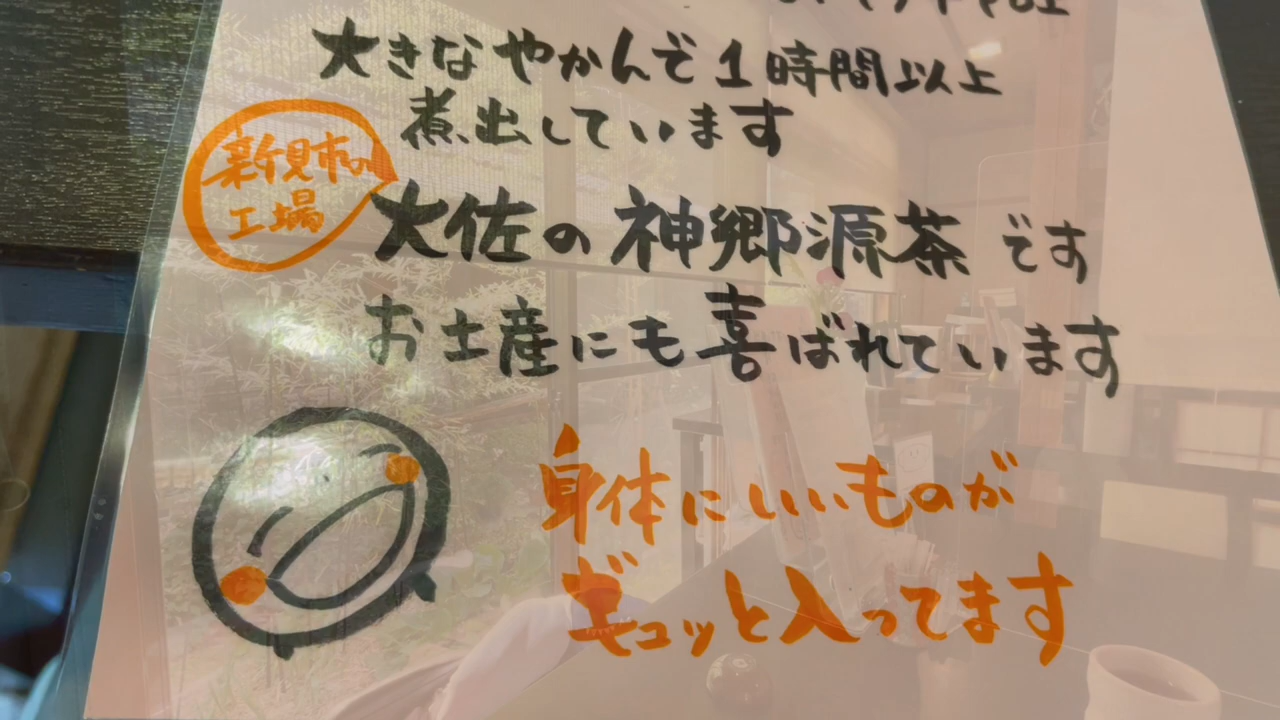 大きなやかんで1時間以上
煮出しています
新見市の
工場
大佐の神郷源茶です
お土産にも喜ばれています
身体にいいものが
ギュッと入ってます